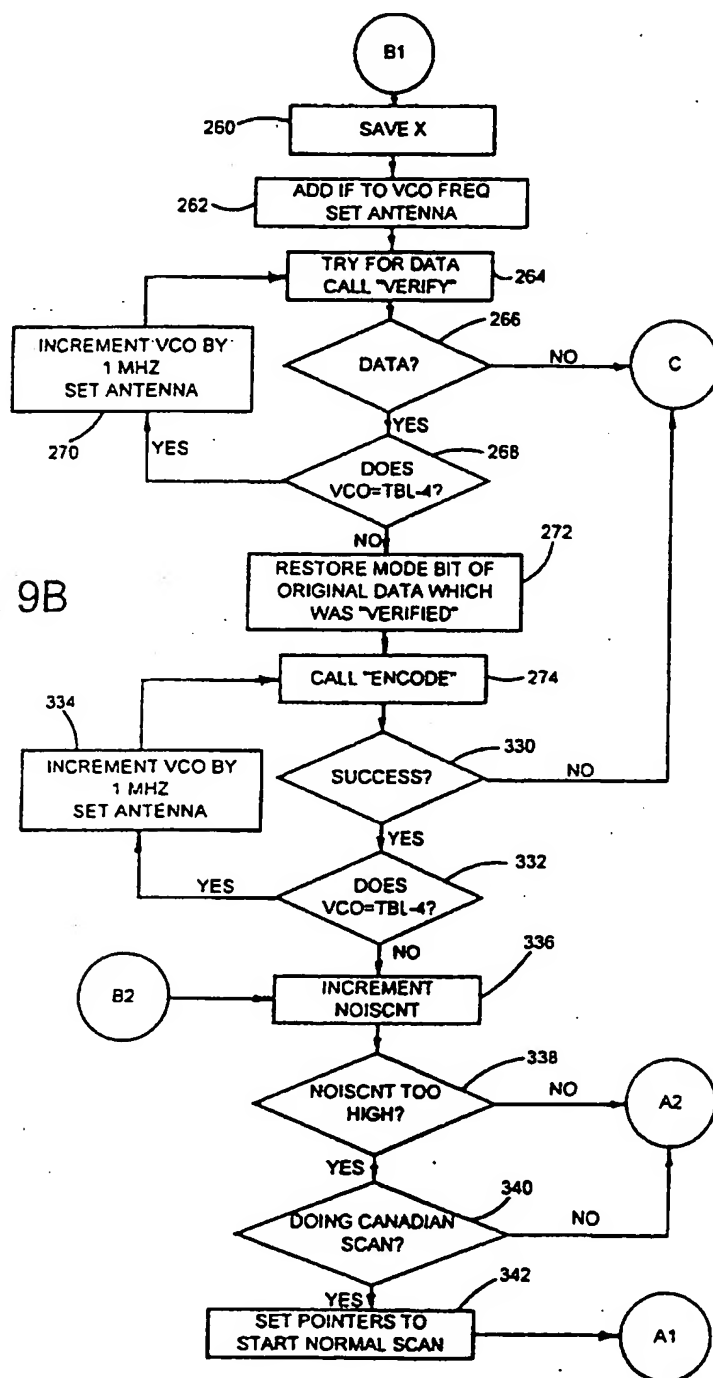 B1
260
SAVE X
262
ADD IF TO VCO FREQ
SET ANTENNA
TRY FOR DATA
CALL "VERIFY"
264
266
INCREMENT VCO BY
1 MHZ
SET ANTENNA
DATA?
NO
C
270
YES
YES
268
DOES
VCO=TBL-4?
NO
272
9B
RESTORE MODE BIT OF
ORIGINAL DATA WHICH
WAS "VERIFIED"
CALL "ENCODE"
274
334
330
INCREMENT VCO BY
1 MHZ
SET ANTENNA
SUCCESS?
NO
YES
332
YES
DOES
VCO=TBL-4?
NO
336
B2
INCREMENT
NOISCNT
338
NOISCNT TOO
HIGH?
NO
A2
YES
340
DOING CANADIAN
SCAN?
NO
342
YES
SET POINTERS TO
START NORMAL SCAN
A1